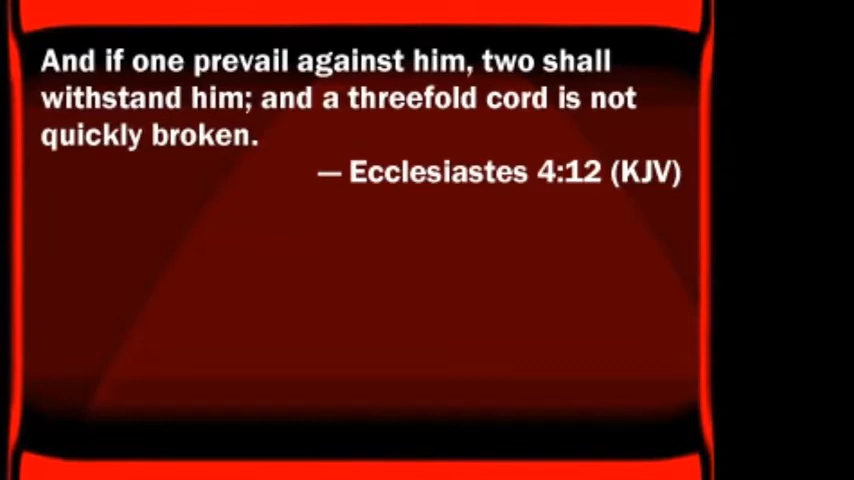 And if one prevail against him, two shall
withstand him; and a threefold cord is not
quickly broken.
— Ecclesiastes 4:12 (KJV)